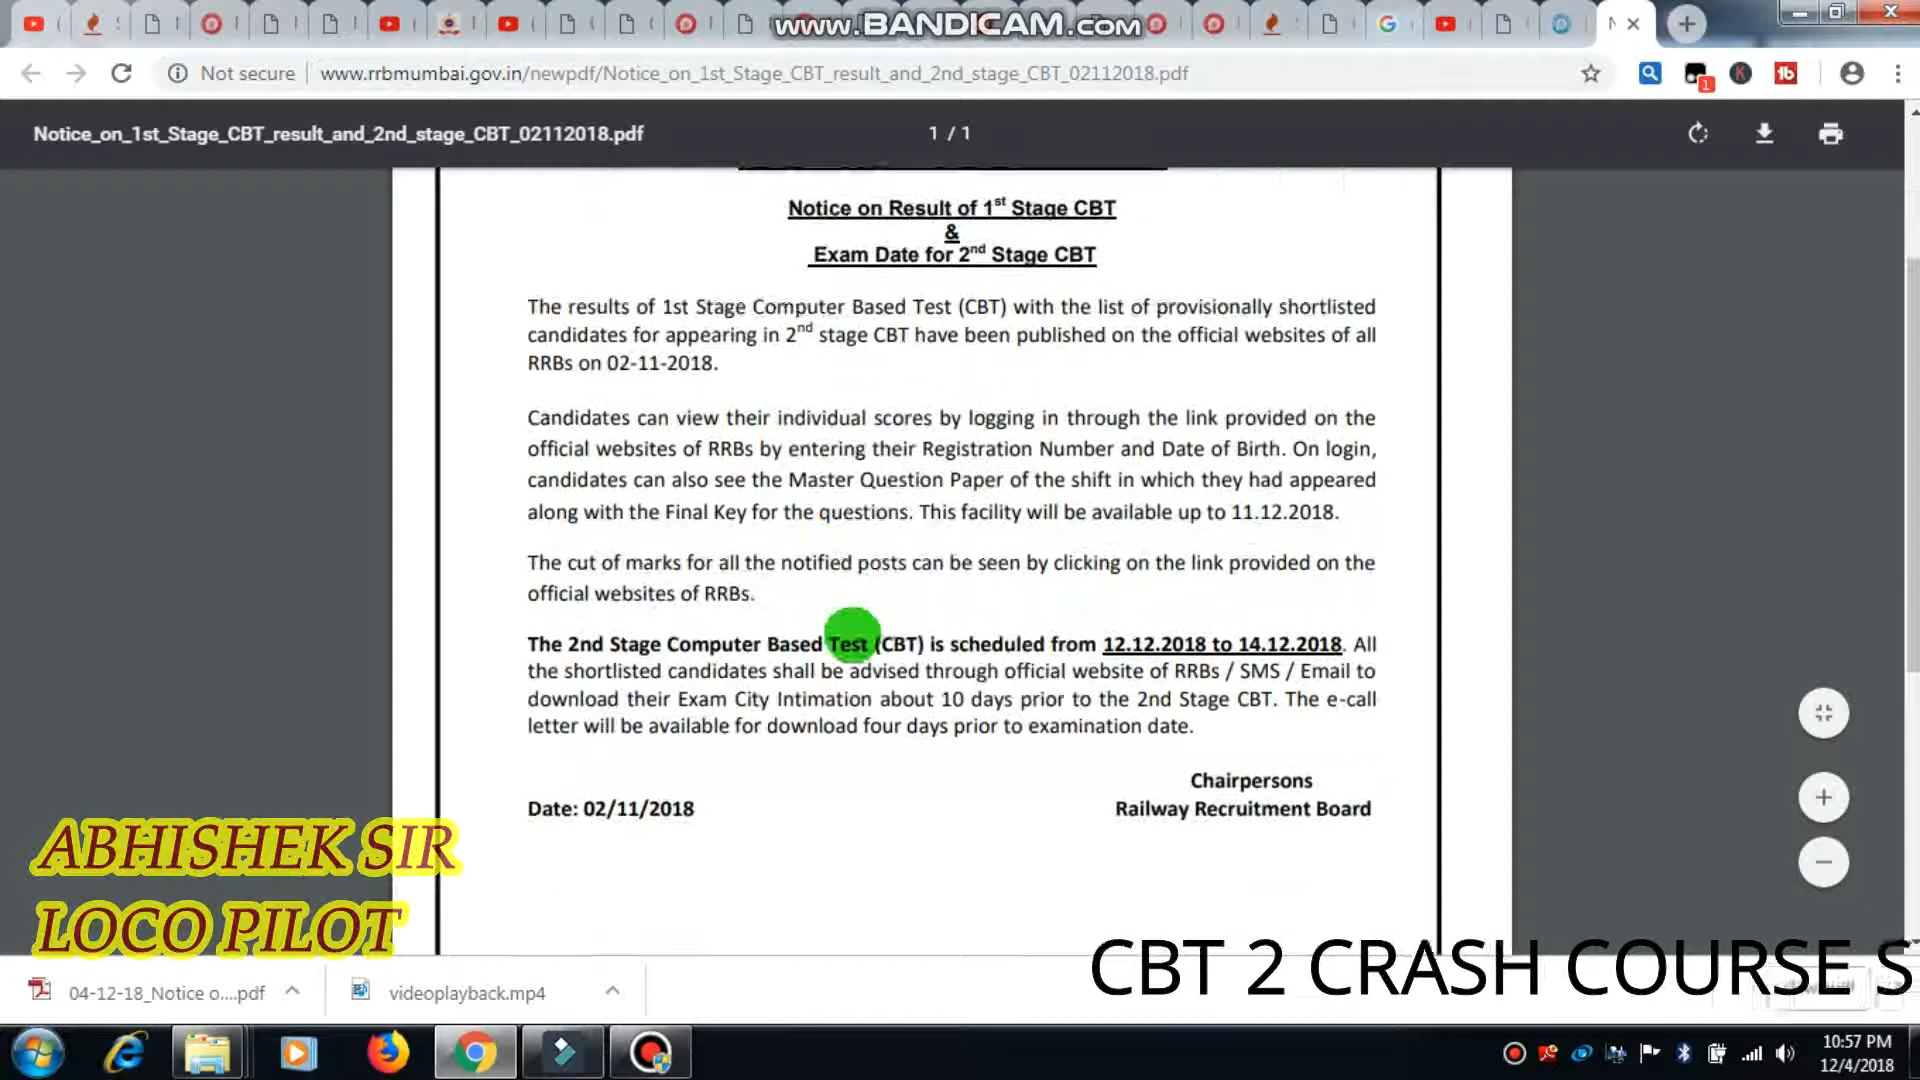 www.BANDICAM.com
Not secure
www.rrbmumbai.gov.in/newpdf/Notice_on_1st_Stage_CBT_result_and_2nd_stage_CBT_02112018.pdf
1
Notice_on_1st_Stage_CBT_result_and_2nd_stage_CBT_02112018.pdf
1 / 1
Notice on Result of 1st Stage CBT
&
Exam Date for 2nd Stage CBT
The results of 1st Stage Computer Based Test (CBT) with the list of provisionally shortlisted
candidates for appearing in 2nd stage CBT have been published on the official websites of all
RRBs on 02-11-2018.
Candidates can view their individual scores by logging in through the link provided on the
official websites of RRBs by entering their Registration Number and Date of Birth. On login,
candidates can also see the Master Question Paper of the shift in which they had appeared
along with the Final Key for the questions. This facility will be available up to 11.12.2018.
The cut of marks for all the notified posts can be seen by clicking on the link provided on the
official websites of RRBs.
The 2nd Stage Computer Based Test (CBT) is scheduled from 12.12.2018 to 14.12.2018. All
the shortlisted candidates shall be advised through official website of RRBs / SMS / Email to
download their Exam City Intimation about 10 days prior to the 2nd Stage CBT. The e-call
letter will be available for download four days prior to examination date.
Chairpersons
Date: 02/11/2018
Railway Recruitment Board
ABHISHEK SIR
LOCO PILOT
CBT 2 CRASH COURSE S
04-12-18_Notice o....pdf
videoplayback.mp4
10:57 PM
12/4/2018